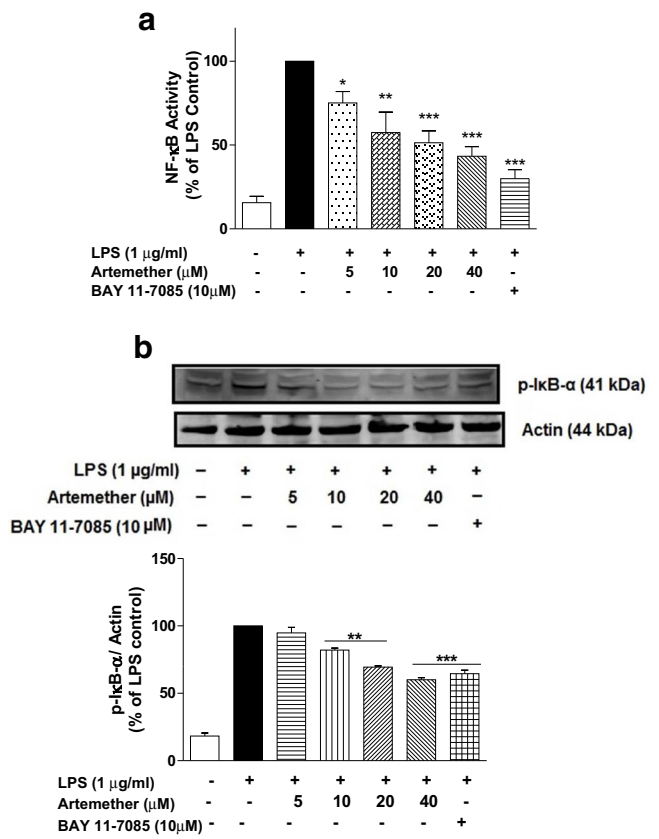 a
NF-κB Activity
(% of LPS Control)
100
50
0
* ** *** *** ***
LPS (1 μg/ml) - + + + + + +
Artemether (μM) - - 5 10 20 40 -
BAY 11-7085 (10μM) - - - - - - +
b
p-IκB-α (41 kDa)
Actin (44 kDa)
LPS (1 μg/ml) – + + + + + +
Artemether (μM) – – 5 10 20 40 –
BAY 11-7085 (10 μM) – – – – – – +
p-IκB-α/ Actin
(% of LPS control)
150
100
50
0
** ***
LPS (1 μg/ml) - + + + + + +
Artemether (μM) - - 5 10 20 40 -
BAY 11-7085 (10μM) - - - - - - +